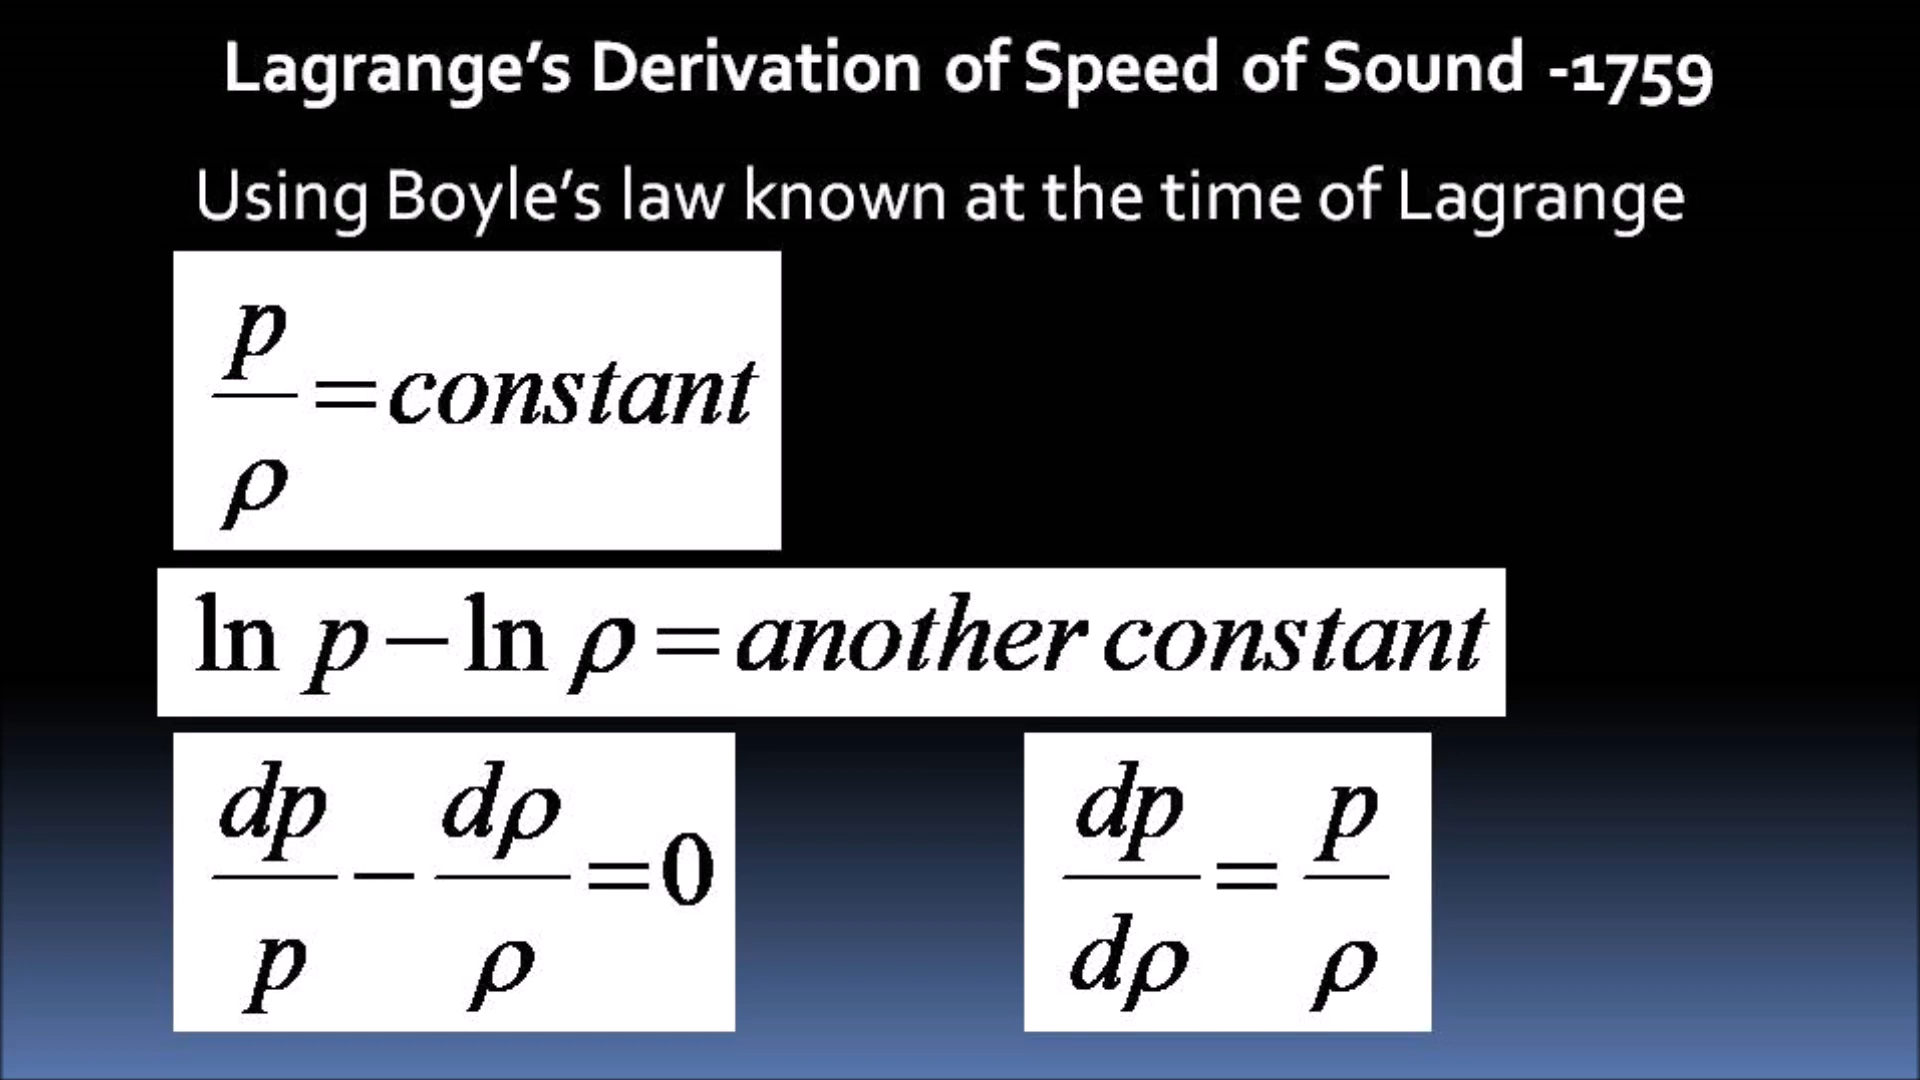 Lagrange's Derivation of Speed of Sound -1759
Using Boyle's law known at the time of Lagrange
p/ρ = constant
ln p − ln ρ = another constant
dp/p − dρ/ρ = 0
dp/dρ = p/ρ